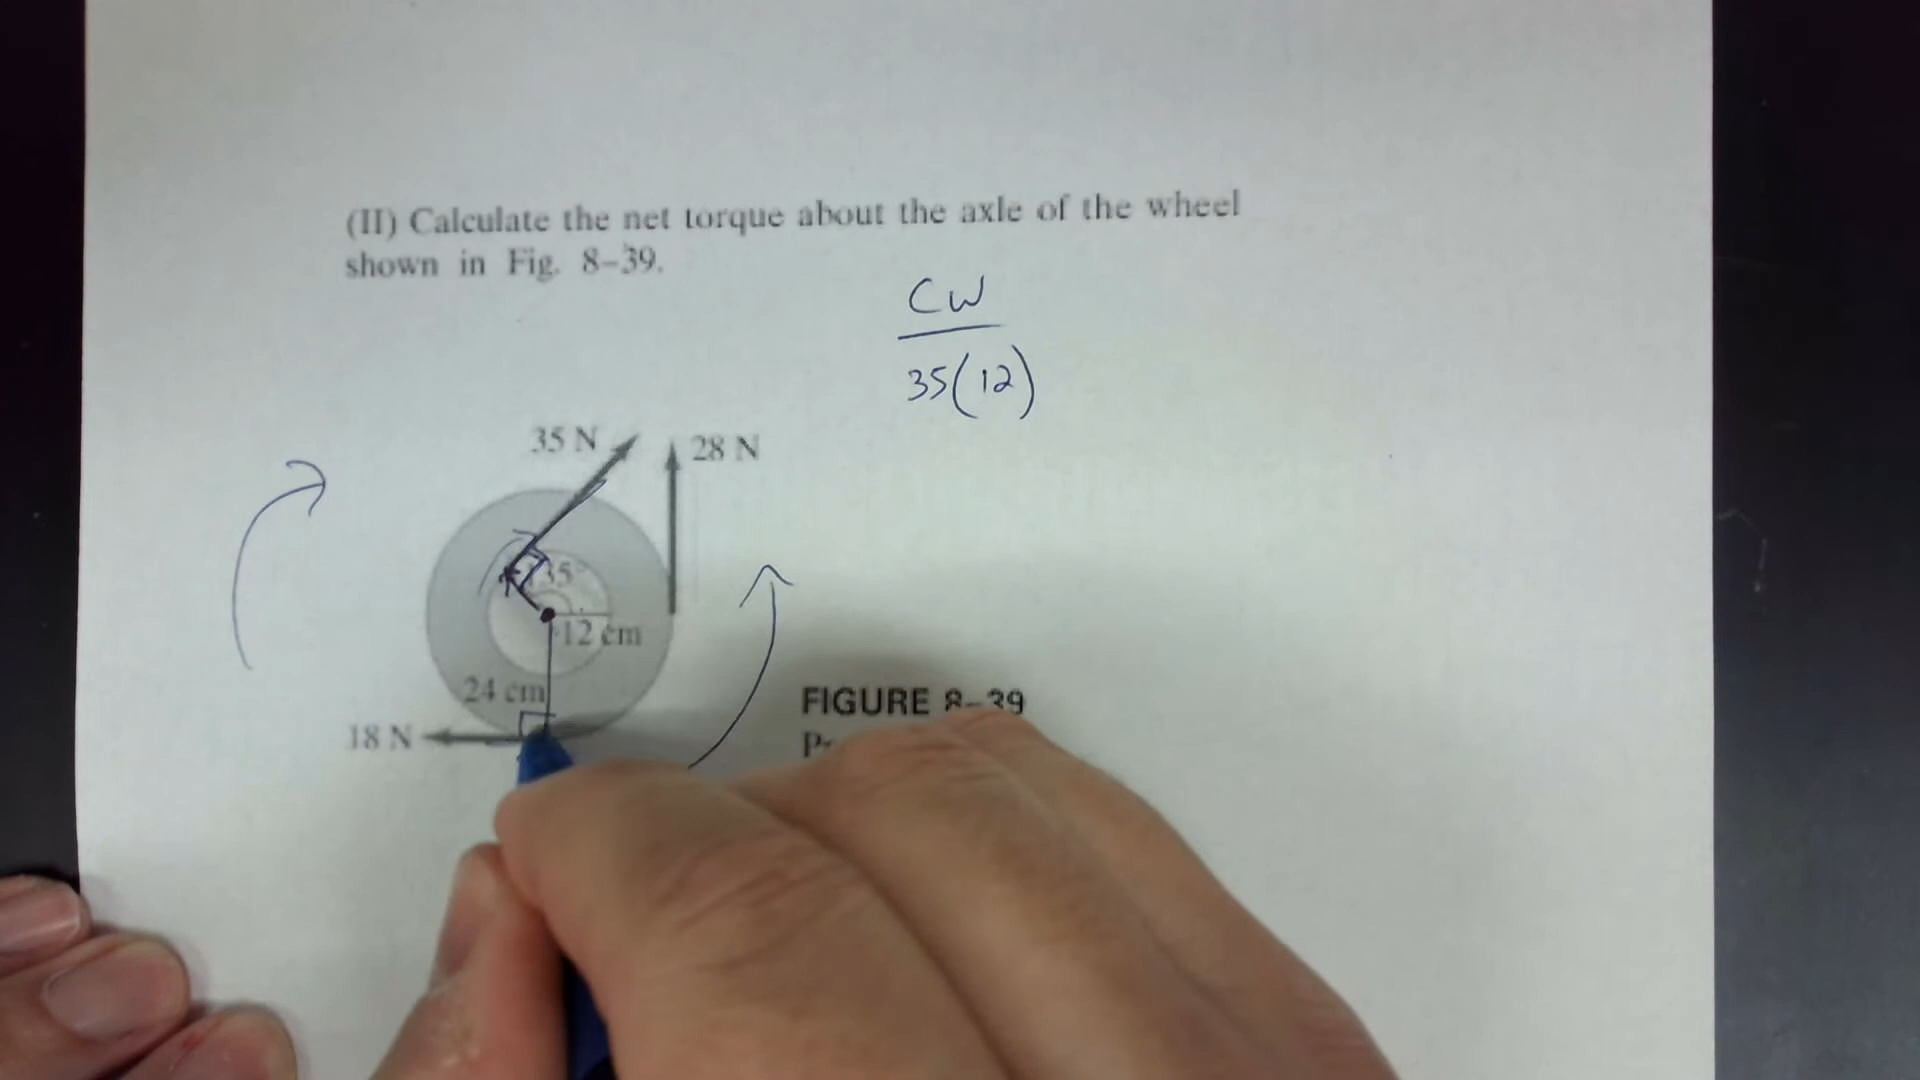 (II) Calculate the net torque about the axle of the wheel
shown in Fig. 8–39.
CW
35(12)
35 N
28 N
135°
12 cm
24 cm
18 N
FIGURE 8–39